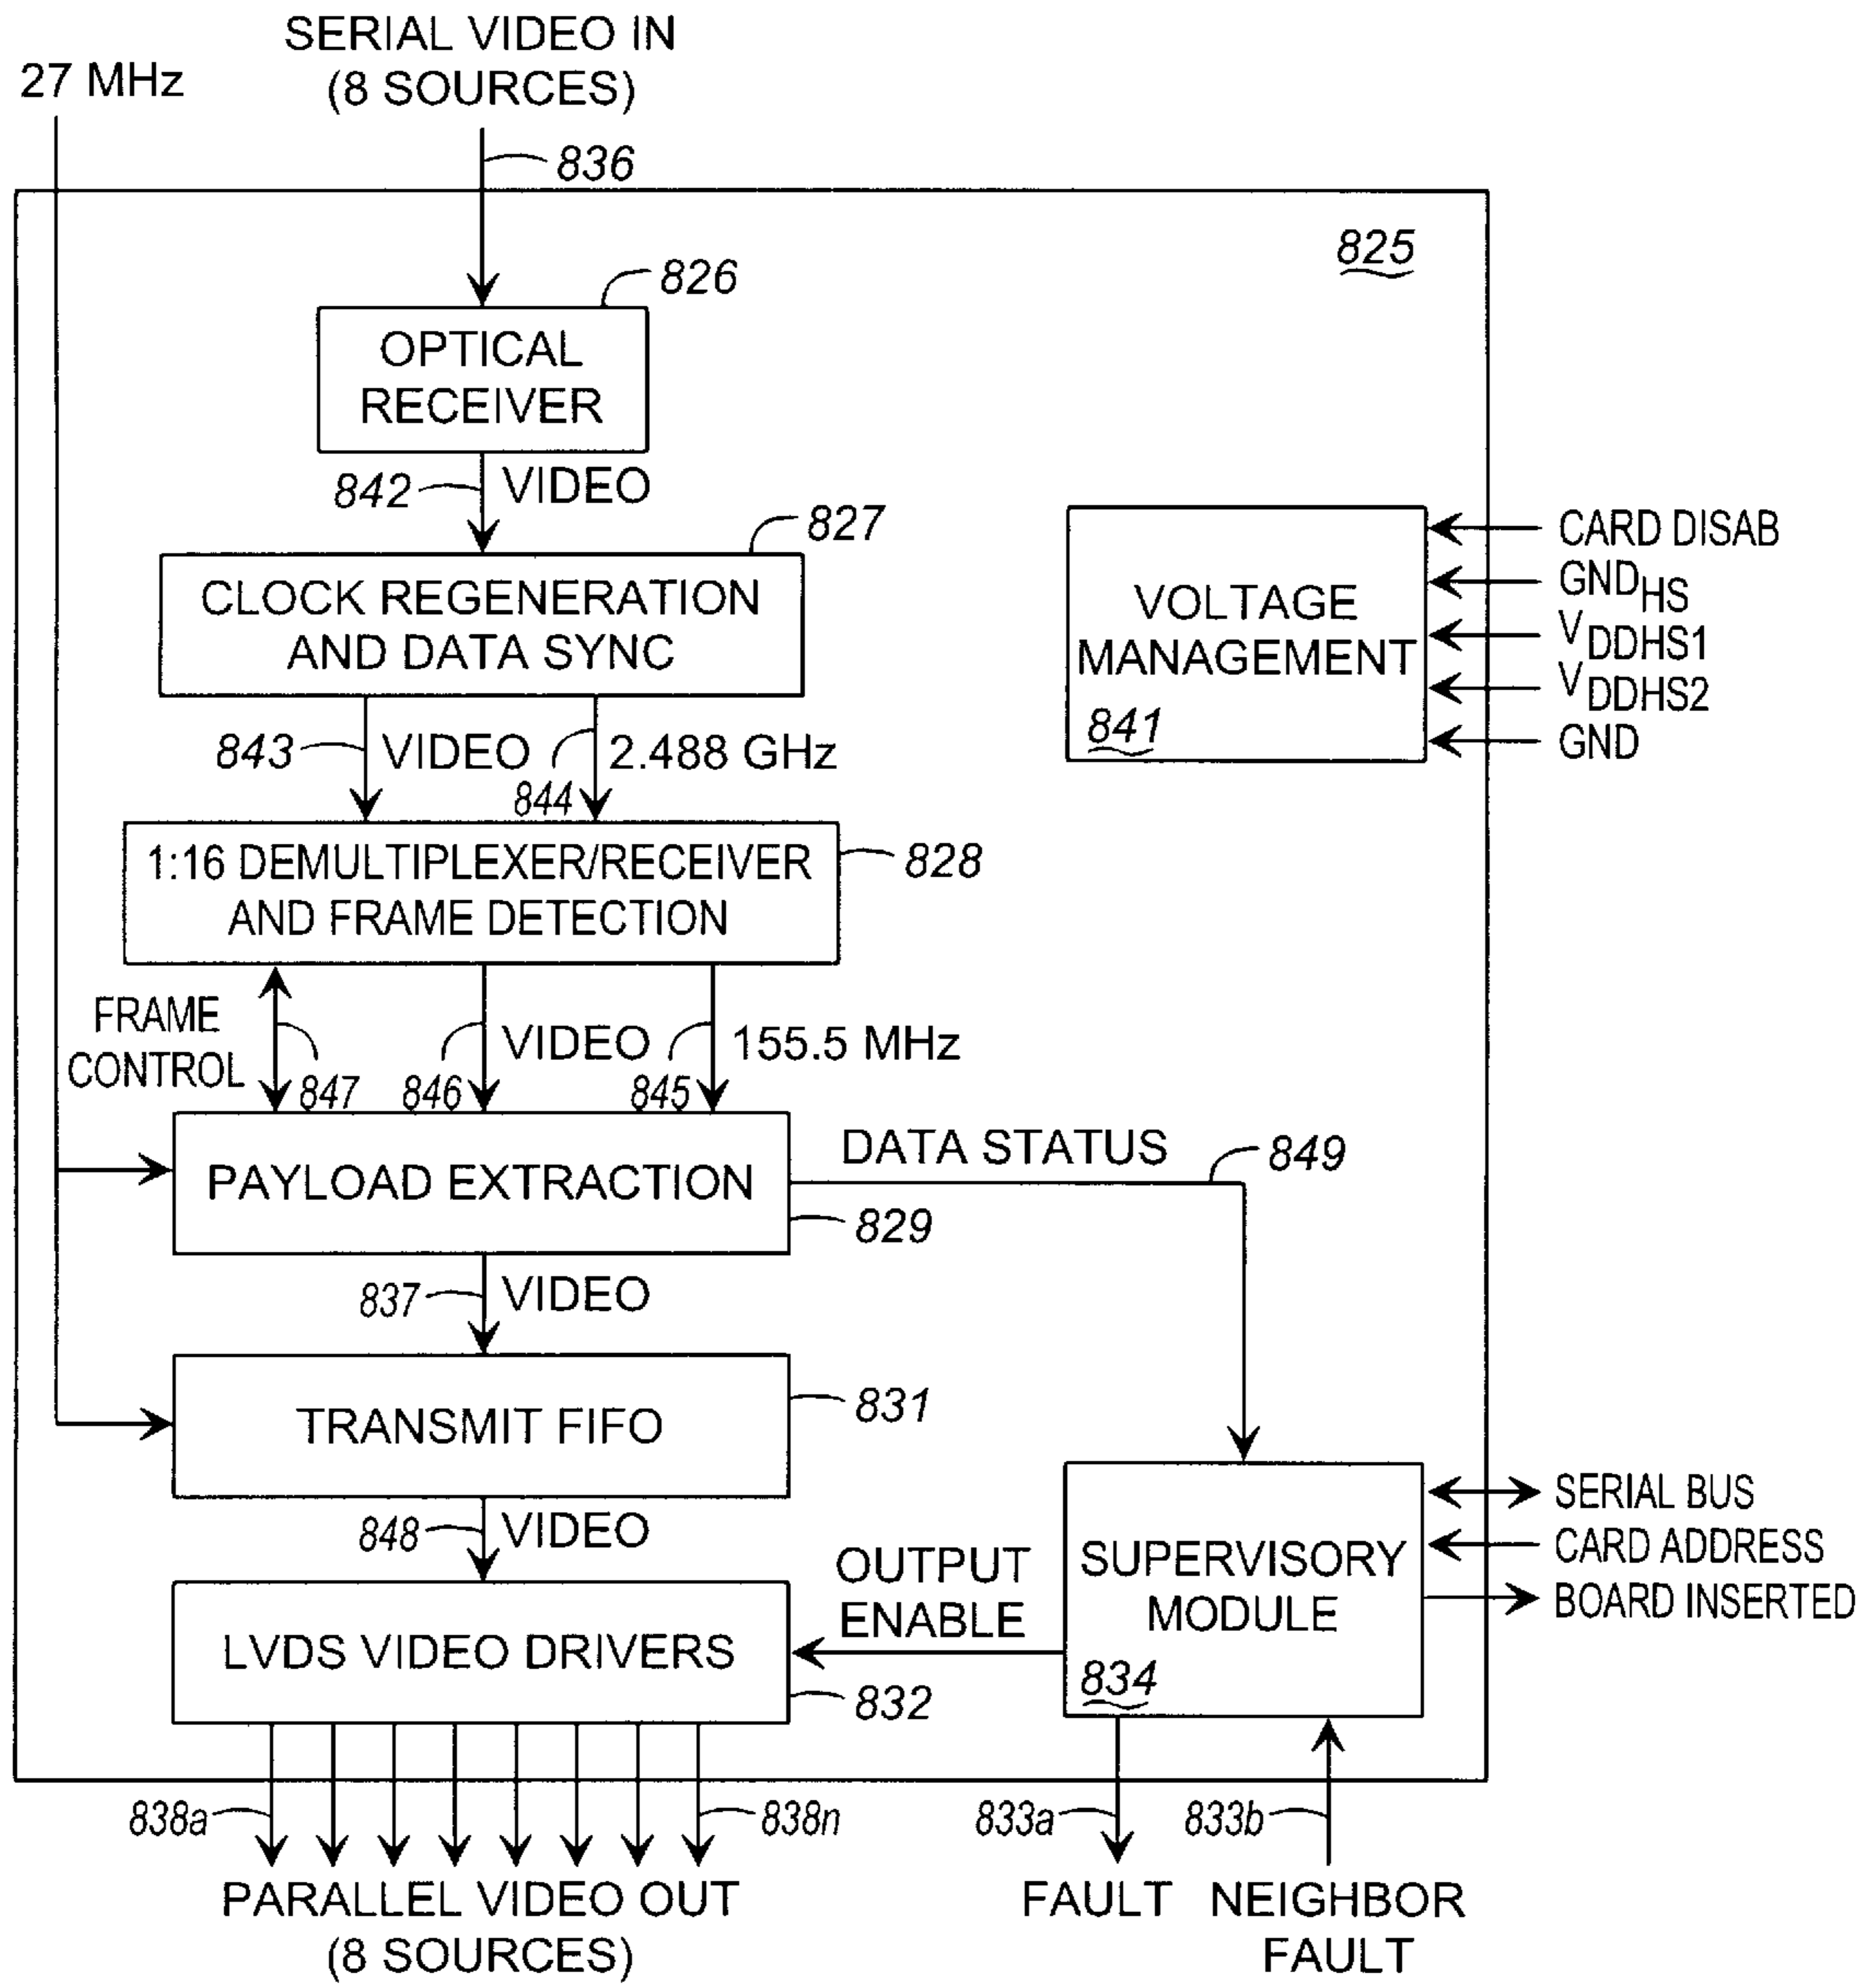 SERIAL VIDEO IN
(8 SOURCES)
27 MHz
836
825
826
OPTICAL
RECEIVER
842
VIDEO
827
CLOCK REGENERATION
AND DATA SYNC
843
VIDEO
844
2.488 GHz
1:16 DEMULTIPLEXER/RECEIVER
AND FRAME DETECTION
828
FRAME
CONTROL
847
846
VIDEO
845
155.5 MHz
PAYLOAD EXTRACTION
829
DATA STATUS
849
837
VIDEO
TRANSMIT FIFO
831
848
VIDEO
LVDS VIDEO DRIVERS
832
OUTPUT
ENABLE
VOLTAGE
MANAGEMENT
841
CARD DISAB
GNDHS
VDDHS1
VDDHS2
GND
SUPERVISORY
MODULE
834
SERIAL BUS
CARD ADDRESS
BOARD INSERTED
838a
838n
833a
833b
PARALLEL VIDEO OUT
(8 SOURCES)
FAULT
NEIGHBOR
FAULT